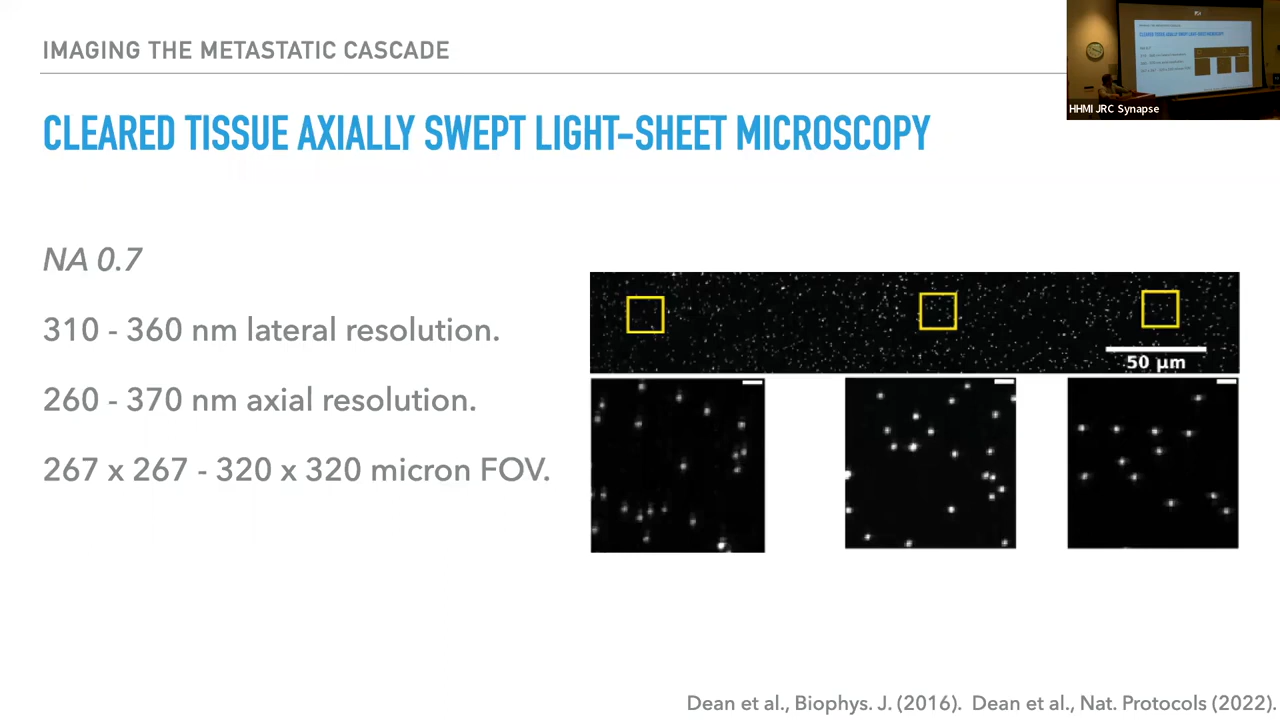 IMAGING THE METASTATIC CASCADE
CLEARED TISSUE AXIALLY SWEPT LIGHT-SHEET MICROSCOPY
HHMI JRC Synapse
NA 0.7
310 - 360 nm lateral resolution.
260 - 370 nm axial resolution.
267 x 267 - 320 x 320 micron FOV.
50 µm
Dean et al., Biophys. J. (2016). Dean et al., Nat. Protocols (2022).